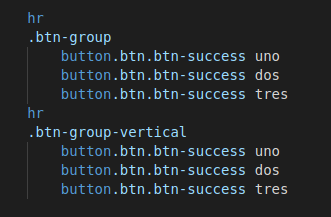 hr
.btn-group
    button.btn.btn-success uno
    button.btn.btn-success dos
    button.btn.btn-success tres
hr
.btn-group-vertical
    button.btn.btn-success uno
    button.btn.btn-success dos
    button.btn.btn-success tres